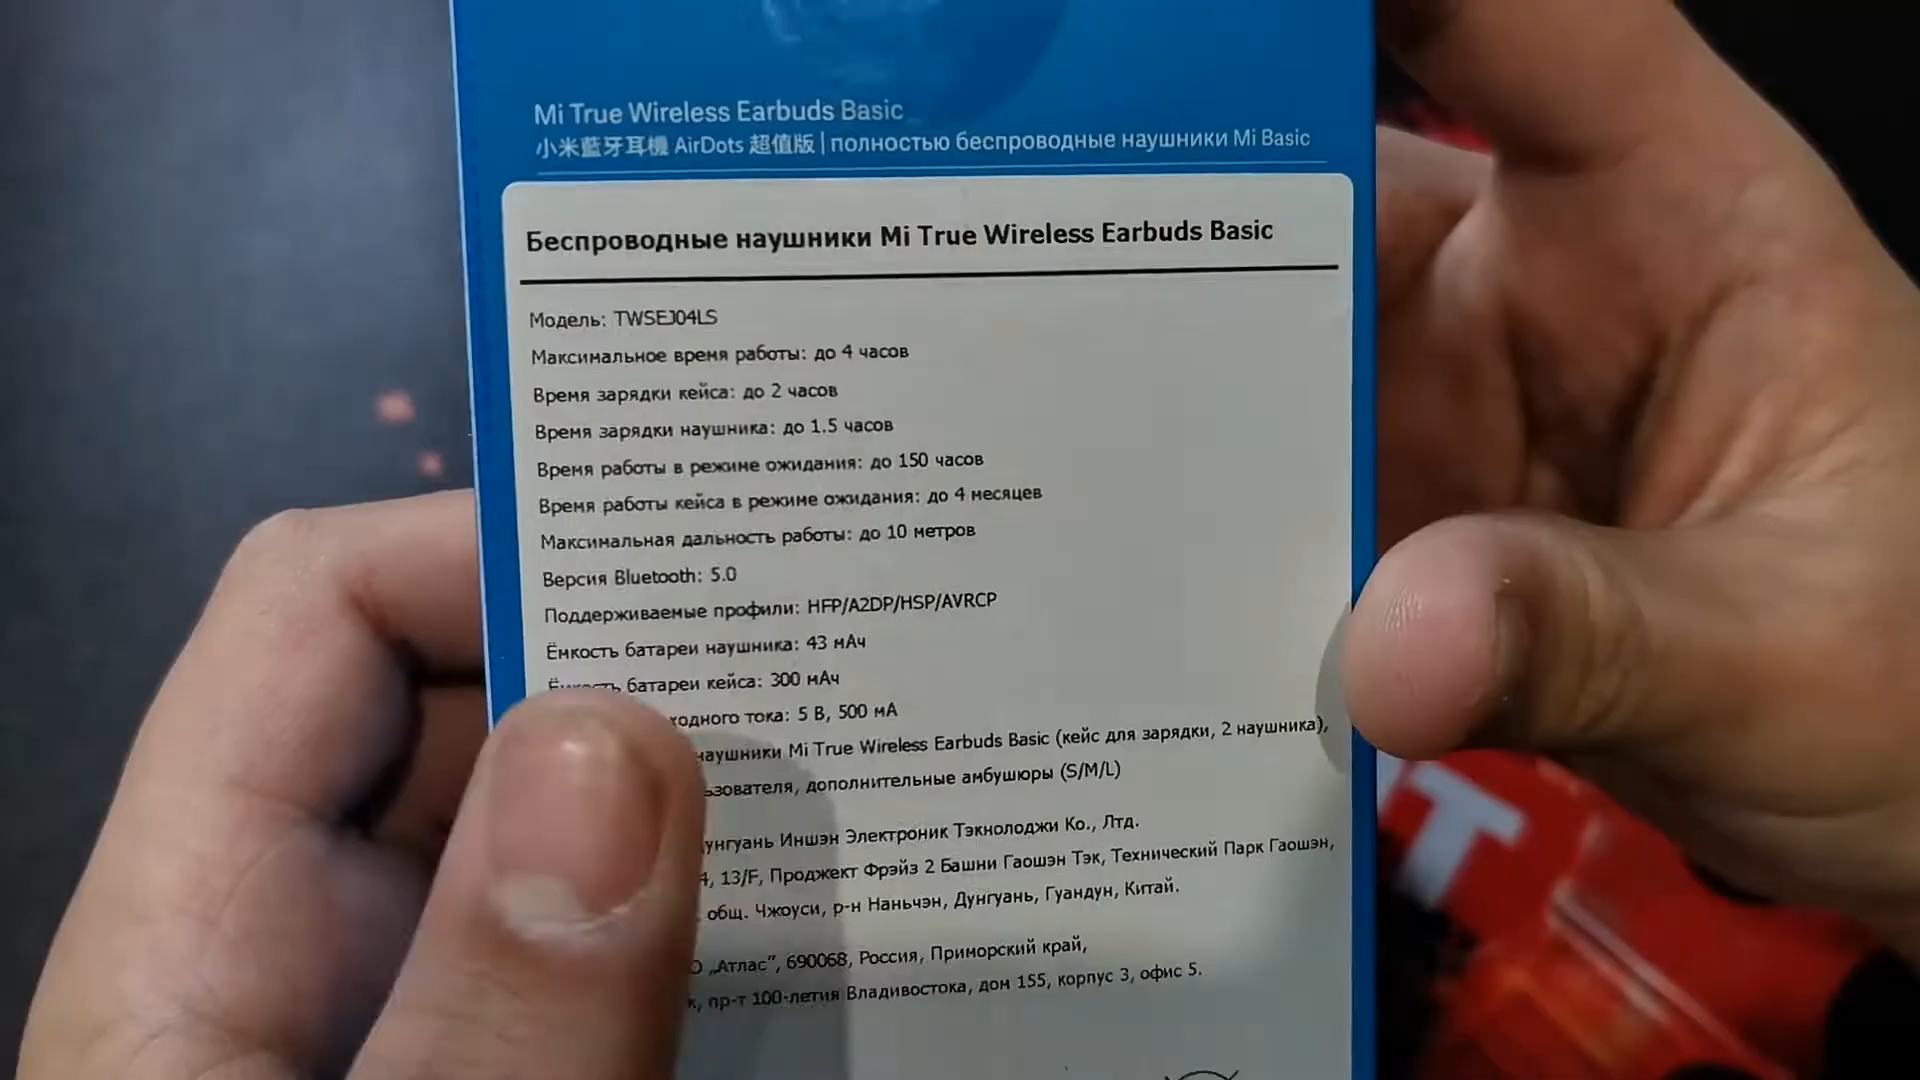 Mi True Wireless Earbuds Basic
小米藍牙耳機 AirDots 超值版 | полностью беспроводные наушники Mi Basic
Беспроводные наушники Mi True Wireless Earbuds Basic
Модель: TWSEJ04LS
Максимальное время работы: до 4 часов
Время зарядки кейса: до 2 часов
Время зарядки наушника: до 1.5 часов
Время работы в режиме ожидания: до 150 часов
Время работы кейса в режиме ожидания: до 4 месяцев
Максимальная дальность работы: до 10 метров
Версия Bluetooth: 5.0
Поддерживаемые профили: HFP/A2DP/HSP/AVRCP
Ёмкость батареи наушника: 43 мАч
Ёмкость батареи кейса: 300 мАч
тока: 5 В, 500 мА
наушники Mi True Wireless Earbuds Basic (кейс для зарядки, 2 наушника),
дополнительные амбушюры (S/M/L)
Иншэн Электроник Тэкнолоджи Ко., Лтд.
13/F, Проджект Фрэйз 2 Башни Гаошэн Тэк, Технический Парк Гаошэн,
общ. Чжоуси, р-н Наньчэн, Дунгуань, Гуандун, Китай.
„Атлас”, 690068, Россия, Приморский край,
пр-т 100-летия Владивостока, дом 155, корпус 3, офис 5.